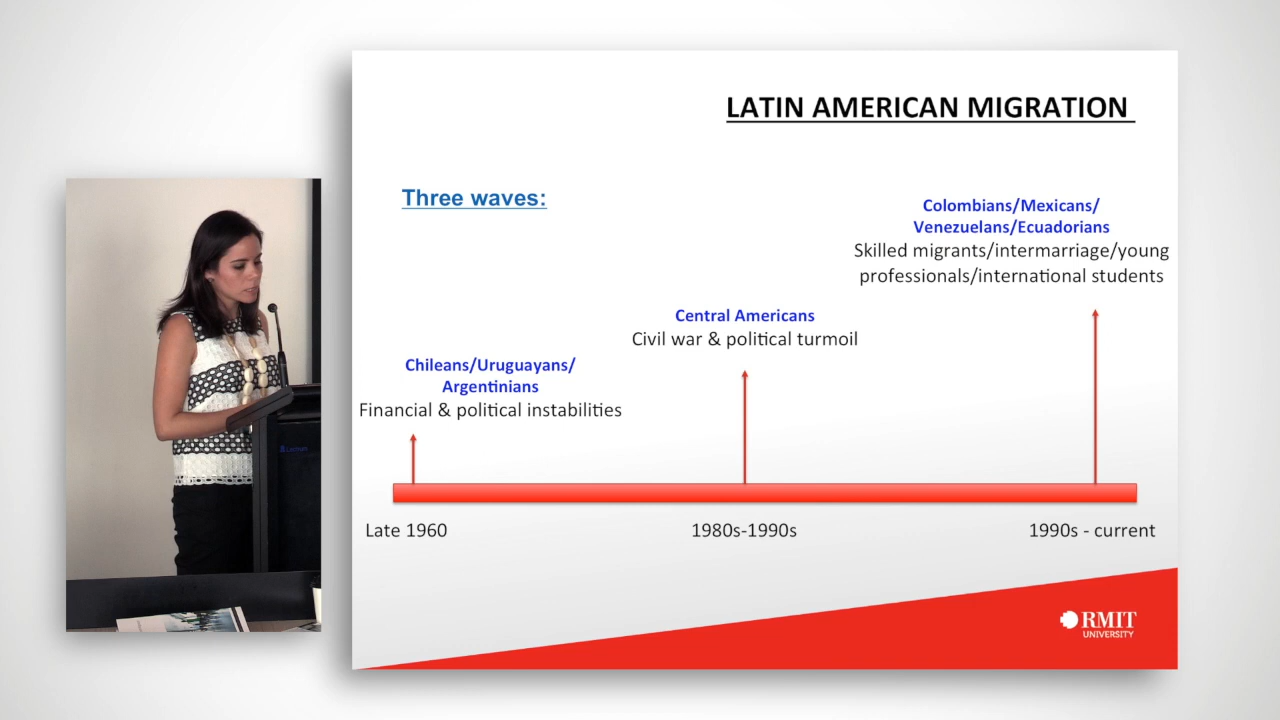 LATIN AMERICAN MIGRATION
Three waves:
Colombians/Mexicans/
Venezuelans/Ecuadorians
Skilled migrants/intermarriage/young
professionals/international students
Central Americans
Civil war & political turmoil
Chileans/Uruguayans/
Argentinians
Financial & political instabilities
Late 1960
1980s-1990s
1990s - current
RMIT
UNIVERSITY